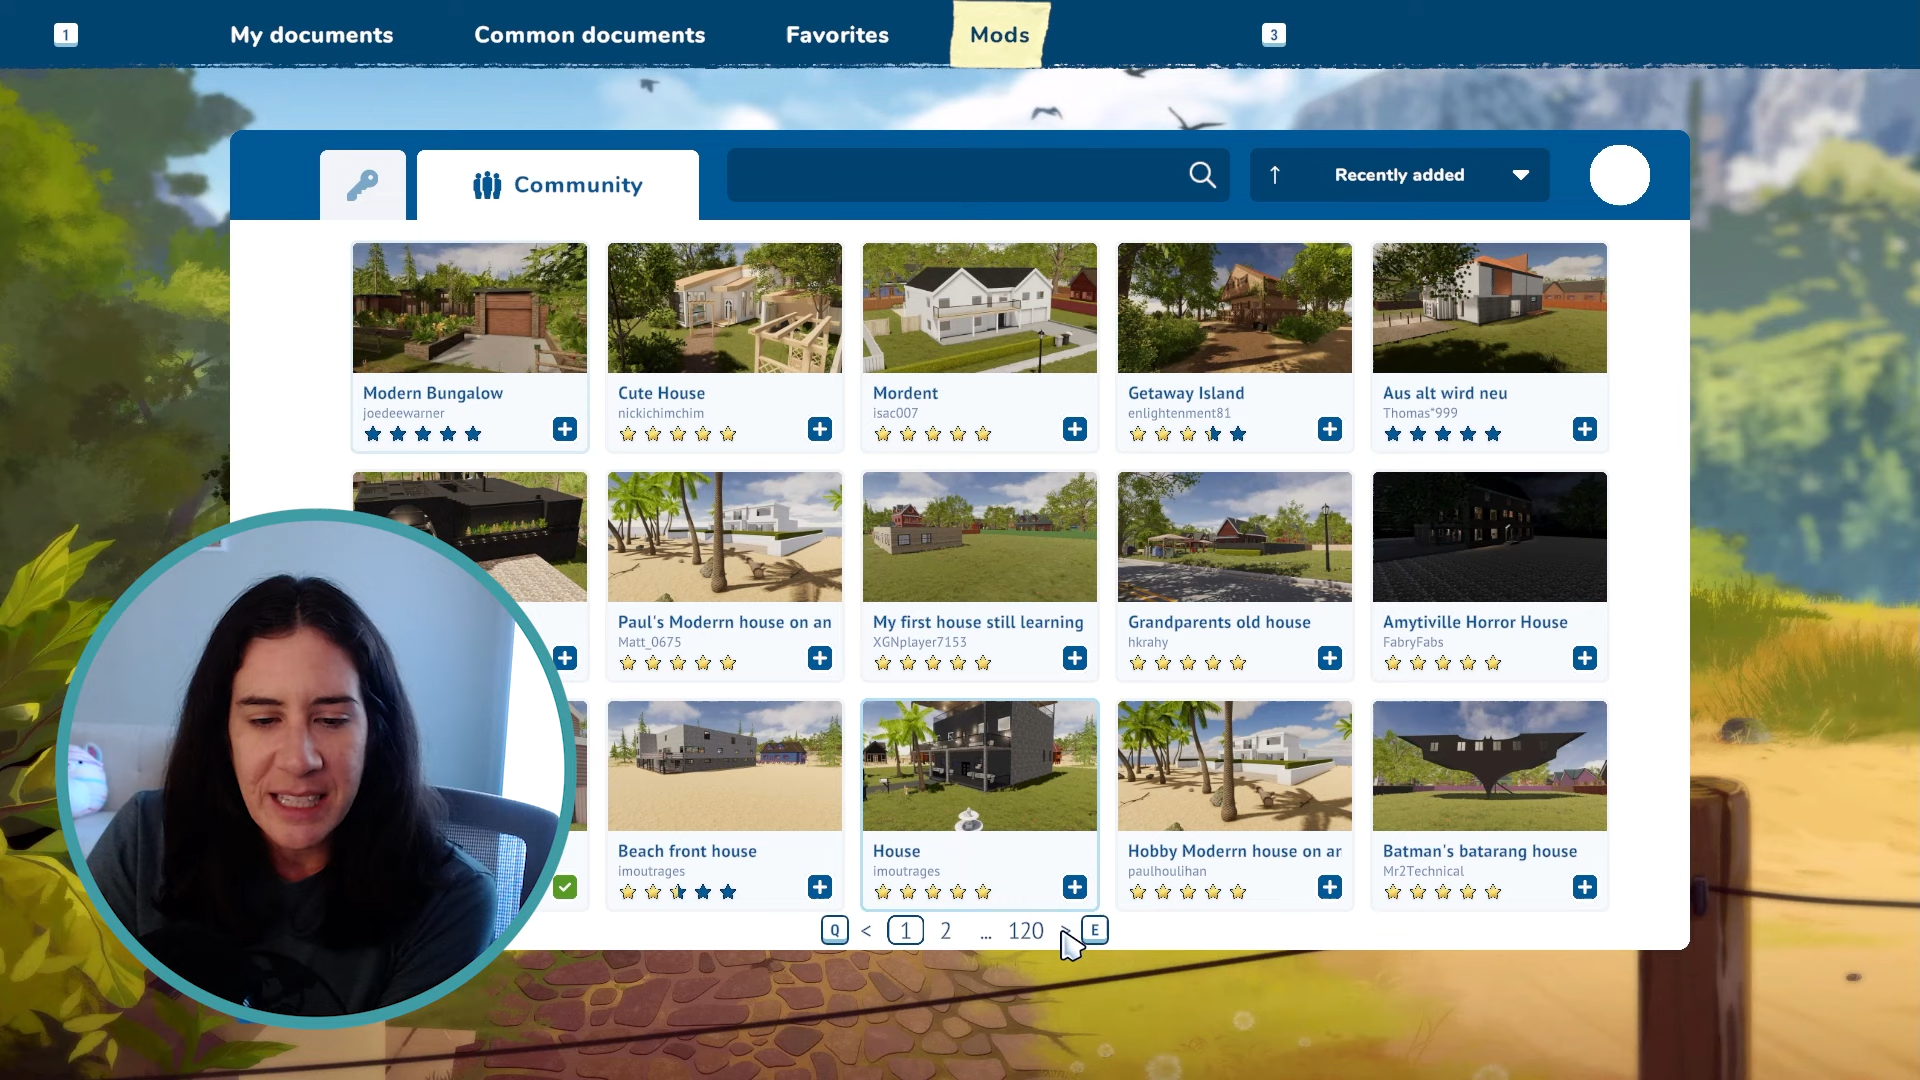 1 My documents Common documents Favorites Mods 3
Community Recently added
Modern Bungalow
joedeewarner
Cute House
nickichimchim
Mordent
isac007
Getaway Island
enlightenment81
Aus alt wird neu
Thomas*999
Paul's Moderrn house on an
Matt_0675
My first house still learning
XGNplayer7153
Grandparents old house
hkrahy
Amytiville Horror House
FabryFabs
Beach front house
imoutrages
House
imoutrages
Hobby Moderrn house on ar
paulhoulihan
Batman's batarang house
Mr2Technical
Q < 1 2 ... 120 > E